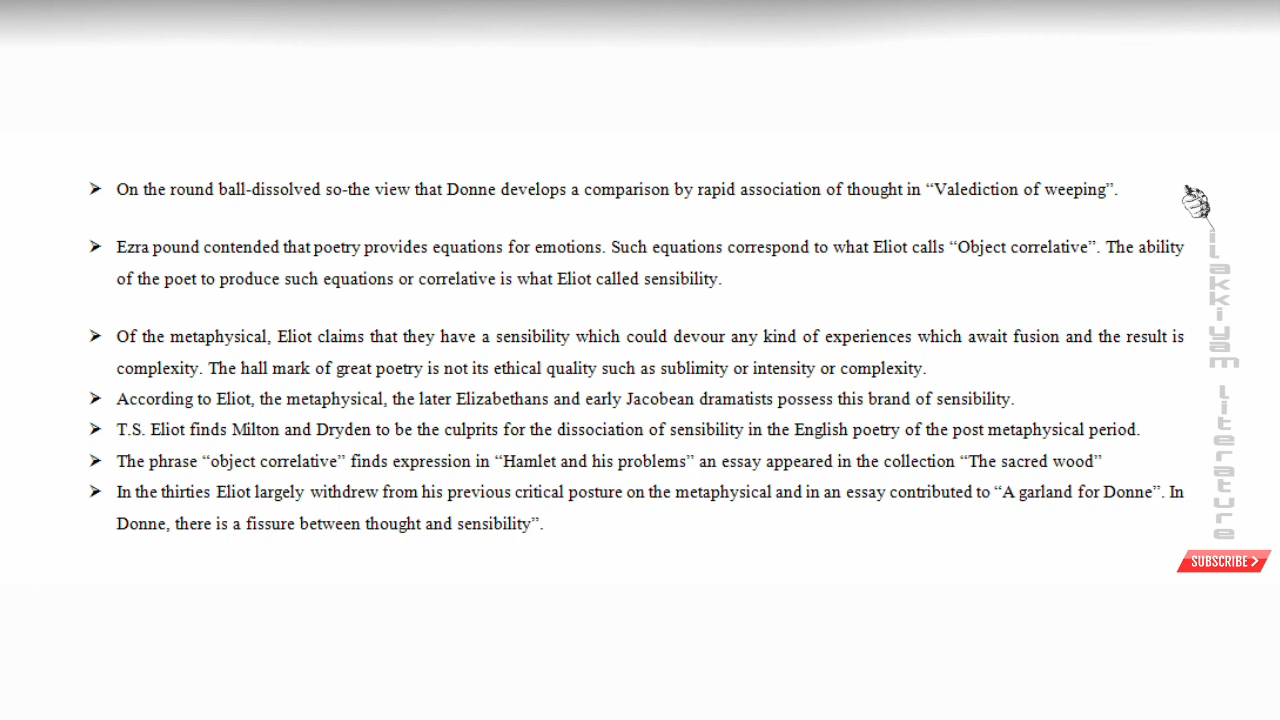 ➢ On the round ball-dissolved so-the view that Donne develops a comparison by rapid association of thought in “Valediction of weeping”.
➢ Ezra pound contended that poetry provides equations for emotions. Such equations correspond to what Eliot calls “Object correlative”. The ability
of the poet to produce such equations or correlative is what Eliot called sensibility.
➢ Of the metaphysical, Eliot claims that they have a sensibility which could devour any kind of experiences which await fusion and the result is
complexity. The hall mark of great poetry is not its ethical quality such as sublimity or intensity or complexity.
➢ According to Eliot, the metaphysical, the later Elizabethans and early Jacobean dramatists possess this brand of sensibility.
➢ T.S. Eliot finds Milton and Dryden to be the culprits for the dissociation of sensibility in the English poetry of the post metaphysical period.
➢ The phrase “object correlative” finds expression in “Hamlet and his problems” an essay appeared in the collection “The sacred wood”
➢ In the thirties Eliot largely withdrew from his previous critical posture on the metaphysical and in an essay contributed to “A garland for Donne”. In
Donne, there is a fissure between thought and sensibility”.
iLakkiyam Literature
SUBSCRIBE >